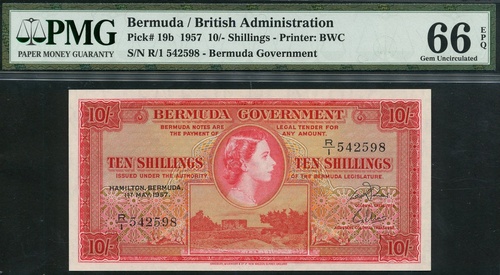 PMG
PAPER MONEY GUARANTY
Bermuda / British Administration
Pick# 19b 1957 10/- Shillings - Printer: BWC
S/N R/1 542598 - Bermuda Government
66 EPQ
Gem Uncirculated
10/- BERMUDA GOVERNMENT 10/-
BERMUDA NOTES ARE LEGAL TENDER FOR
THE PAYMENT OF ANY AMOUNT.
R/1 542598
TEN SHILLINGS TEN SHILLINGS
ISSUED UNDER THE AUTHORITY OF THE BERMUDA LEGISLATURE
HAMILTON, BERMUDA.
1ST MAY 1957.
R/1 542598
10/- TEN SHILLINGS 10/-